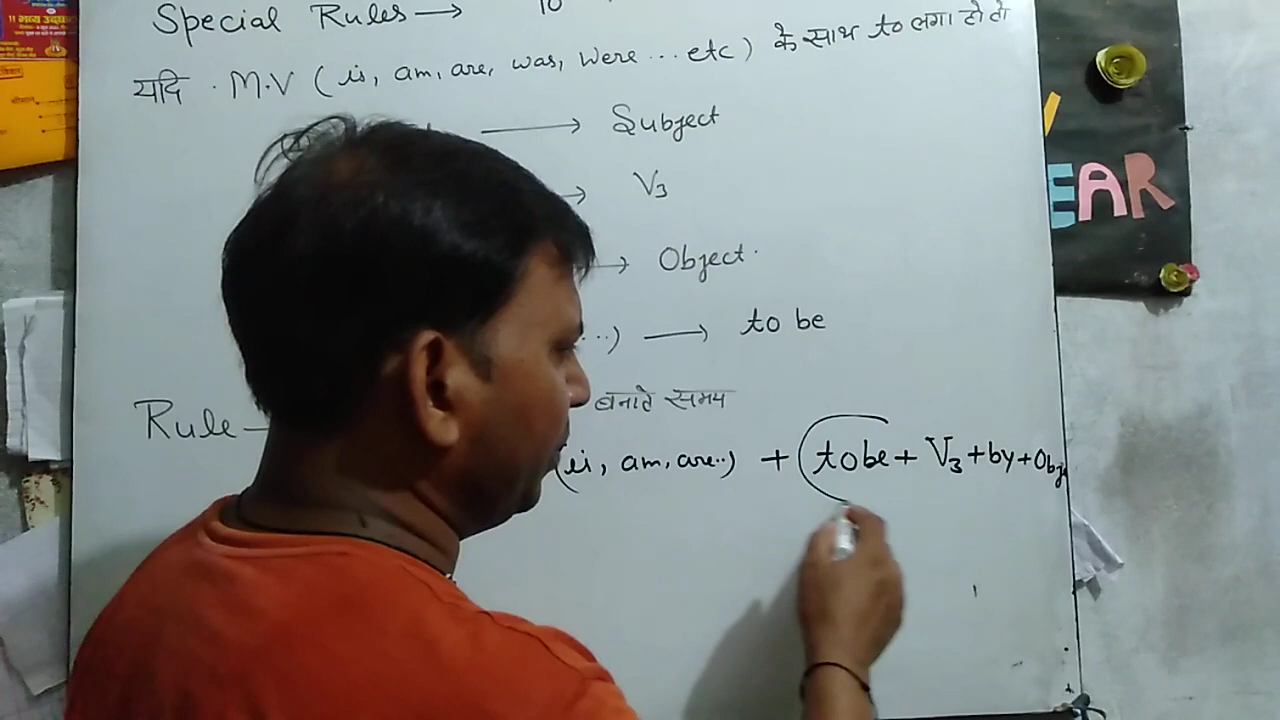 Special Rules → 10
यदि . M.V (is, am, are, was, were ... etc) के साथ to लगा हो तो
→ Subject
→ V3
→ Object.
..) → to be
Rule – बनाते समय
(is, am, are..) + (to be + V3 + by + Obj
EAR